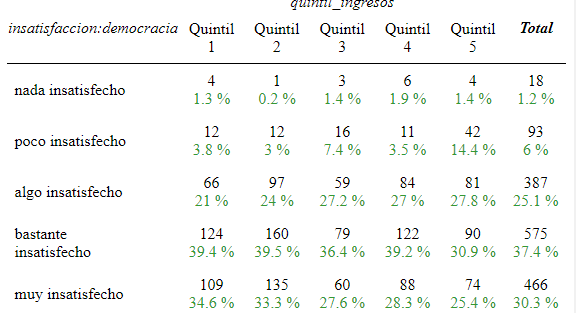 quintil_ingresos
insatisfaccion:democracia Quintil 1 Quintil 2 Quintil 3 Quintil 4 Quintil 5 Total
nada insatisfecho 4 1 3 6 4 18
1.3 % 0.2 % 1.4 % 1.9 % 1.4 % 1.2 %
poco insatisfecho 12 12 16 11 42 93
3.8 % 3 % 7.4 % 3.5 % 14.4 % 6 %
algo insatisfecho 66 97 59 84 81 387
21 % 24 % 27.2 % 27 % 27.8 % 25.1 %
bastante insatisfecho 124 160 79 122 90 575
39.4 % 39.5 % 36.4 % 39.2 % 30.9 % 37.4 %
muy insatisfecho 109 135 60 88 74 466
34.6 % 33.3 % 27.6 % 28.3 % 25.4 % 30.3 %